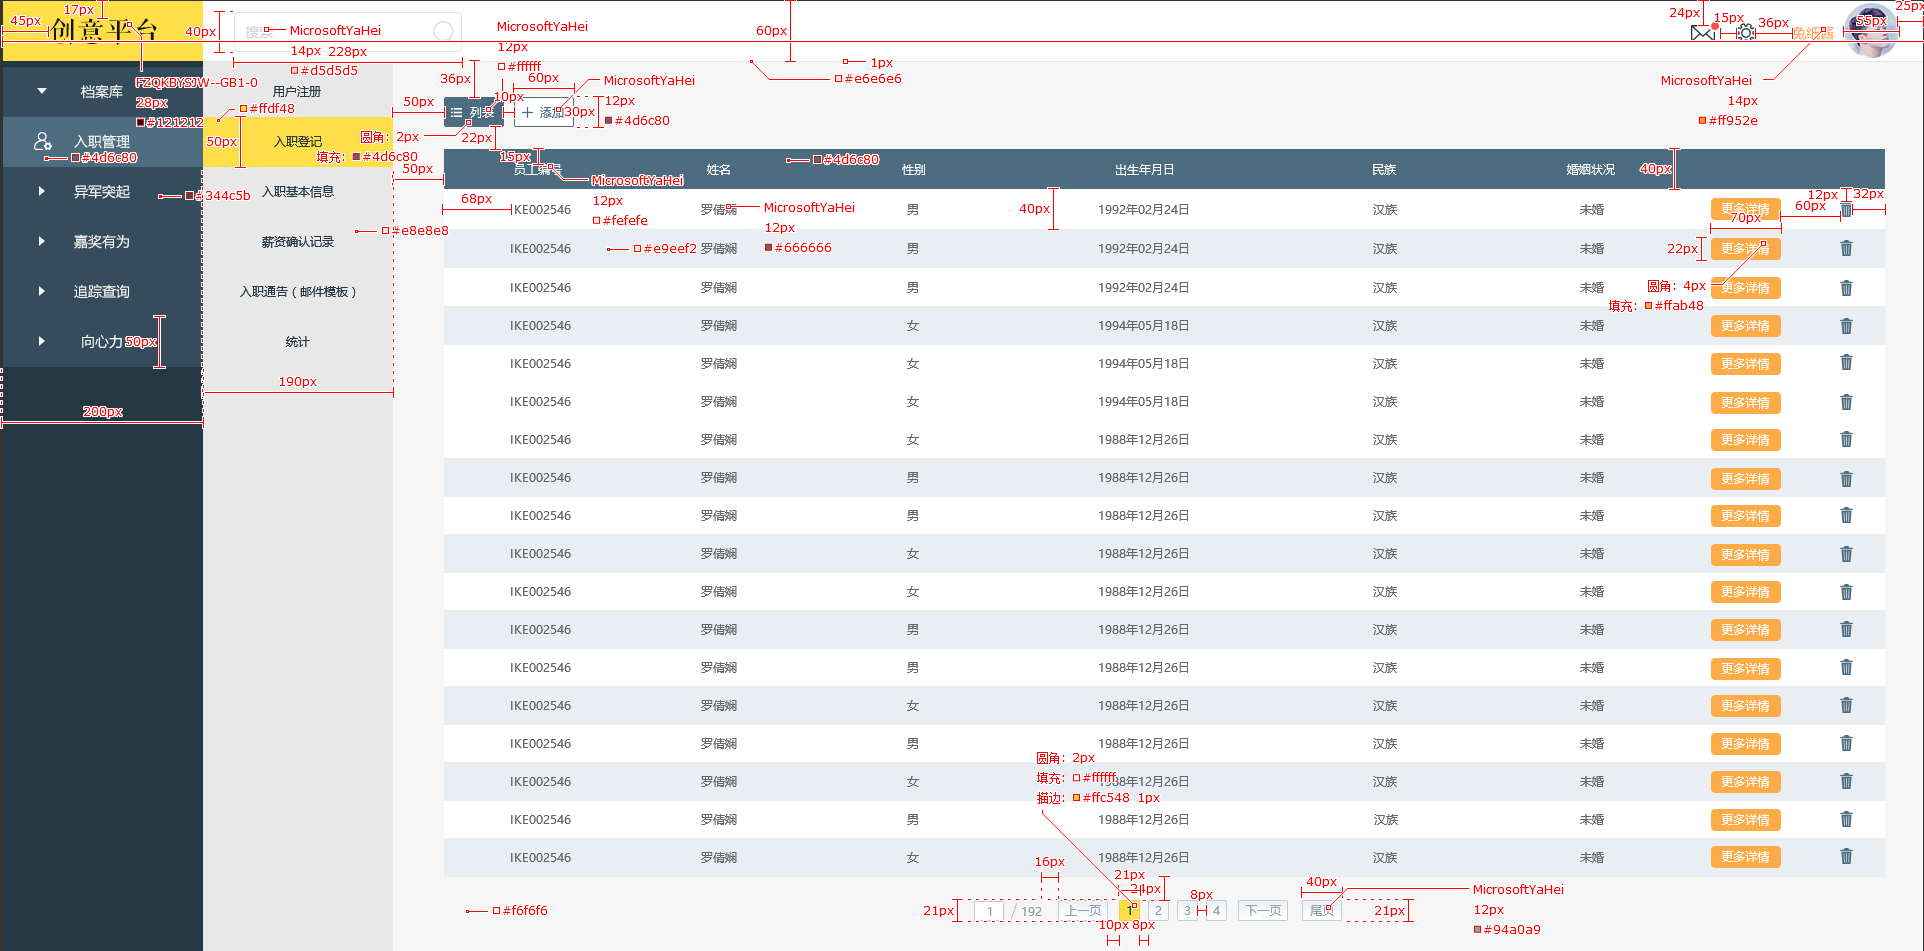 45px 17px 创意平台 40px 搜索 MicrosoftYaHei
14px 228px
#d5d5d5
MicrosoftYaHei
12px
#ffffff
60px
1px
#e6e6e6
24px 15px 36px 兔纸酱 55px 25px
MicrosoftYaHei
14px
#ff952e
FZQKBYSJW--GB1-0
28px
#121212
#ffdf48
档案库
入职管理
#4d6c80
异军突起
#344c5b
嘉奖有为
追踪查询
向心力 50px
200px
用户注册
50px 入职登记
入职基本信息
薪资确认记录
#e8e8e8
入职通告（邮件模板）
统计
190px
36px
50px 列表 10px 60px 添加 30px
MicrosoftYaHei
12px
#4d6c80
圆角：2px
填充：#4d6c80
22px
50px
15px
员工编号 姓名 #4d6c80 性别 出生年月日 民族 婚姻状况 40px
MicrosoftYaHei
12px
#fefefe
68px IKE002546 罗倩娴 男 40px 1992年02月24日 汉族 未婚 更多详情 70px 60px 12px 32px
MicrosoftYaHei
12px
#666666
IKE002546 #e9eef2 罗倩娴 男 1992年02月24日 汉族 未婚 22px 更多详情
IKE002546 罗倩娴 男 1992年02月24日 汉族 未婚 更多详情
圆角：4px
填充：#ffab48
IKE002546 罗倩娴 女 1994年05月18日 汉族 未婚 更多详情
IKE002546 罗倩娴 女 1994年05月18日 汉族 未婚 更多详情
IKE002546 罗倩娴 女 1994年05月18日 汉族 未婚 更多详情
IKE002546 罗倩娴 女 1988年12月26日 汉族 未婚 更多详情
IKE002546 罗倩娴 男 1988年12月26日 汉族 未婚 更多详情
IKE002546 罗倩娴 男 1988年12月26日 汉族 未婚 更多详情
IKE002546 罗倩娴 女 1988年12月26日 汉族 未婚 更多详情
IKE002546 罗倩娴 女 1988年12月26日 汉族 未婚 更多详情
IKE002546 罗倩娴 男 1988年12月26日 汉族 未婚 更多详情
IKE002546 罗倩娴 男 1988年12月26日 汉族 未婚 更多详情
IKE002546 罗倩娴 女 1988年12月26日 汉族 未婚 更多详情
IKE002546 罗倩娴 男 1988年12月26日 汉族 未婚 更多详情
圆角：2px
填充：#ffffff
描边：#ffc548 1px
IKE002546 罗倩娴 女 1988年12月26日 汉族 未婚 更多详情
IKE002546 罗倩娴 男 1988年12月26日 汉族 未婚 更多详情
IKE002546 罗倩娴 女 1988年12月26日 汉族 未婚 更多详情
16px 21px 24px 8px 40px
#f6f6f6
21px 1 / 192 上一页 1 2 3 4 下一页 尾页 21px
10px 8px
MicrosoftYaHei
12px
#94a0a9